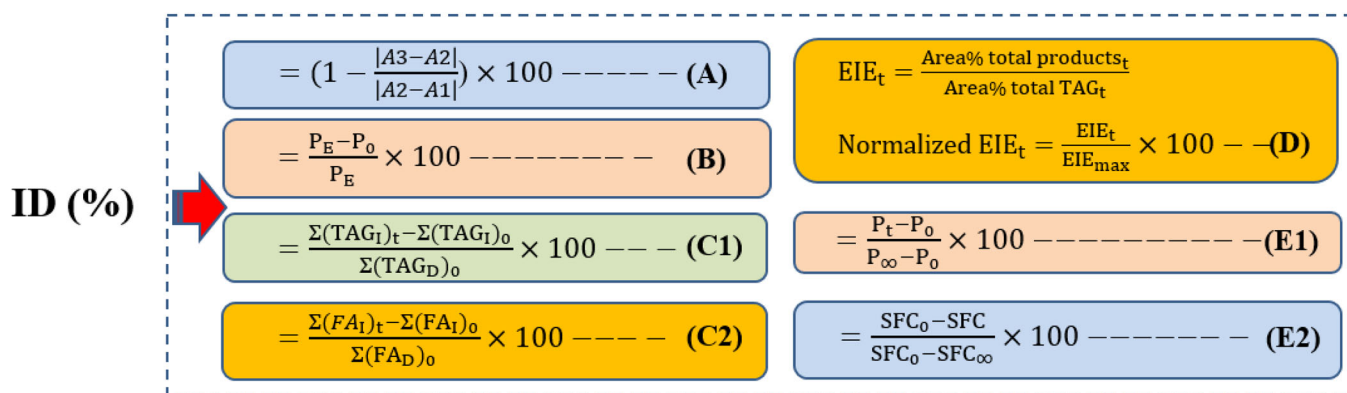 ID (%)
= (1 − |A3−A2| / |A2−A1|) × 100 −−−−− (A)
= (P_E−P_0) / P_E × 100 −−−−−−−− (B)
= (Σ(TAG_I)_t−Σ(TAG_I)_0) / Σ(TAG_D)_0 × 100 −−− (C1)
= (Σ(FA_I)_t−Σ(FA_I)_0) / Σ(FA_D)_0 × 100 −−−− (C2)
EIE_t = Area% total products_t / Area% total TAG_t
Normalized EIE_t = EIE_t / EIE_max × 100 − −(D)
= (P_t−P_0) / (P_∞−P_0) × 100 −−−−−−−−−−(E1)
= (SFC_0−SFC) / (SFC_0−SFC_∞) × 100 −−−−−−− (E2)